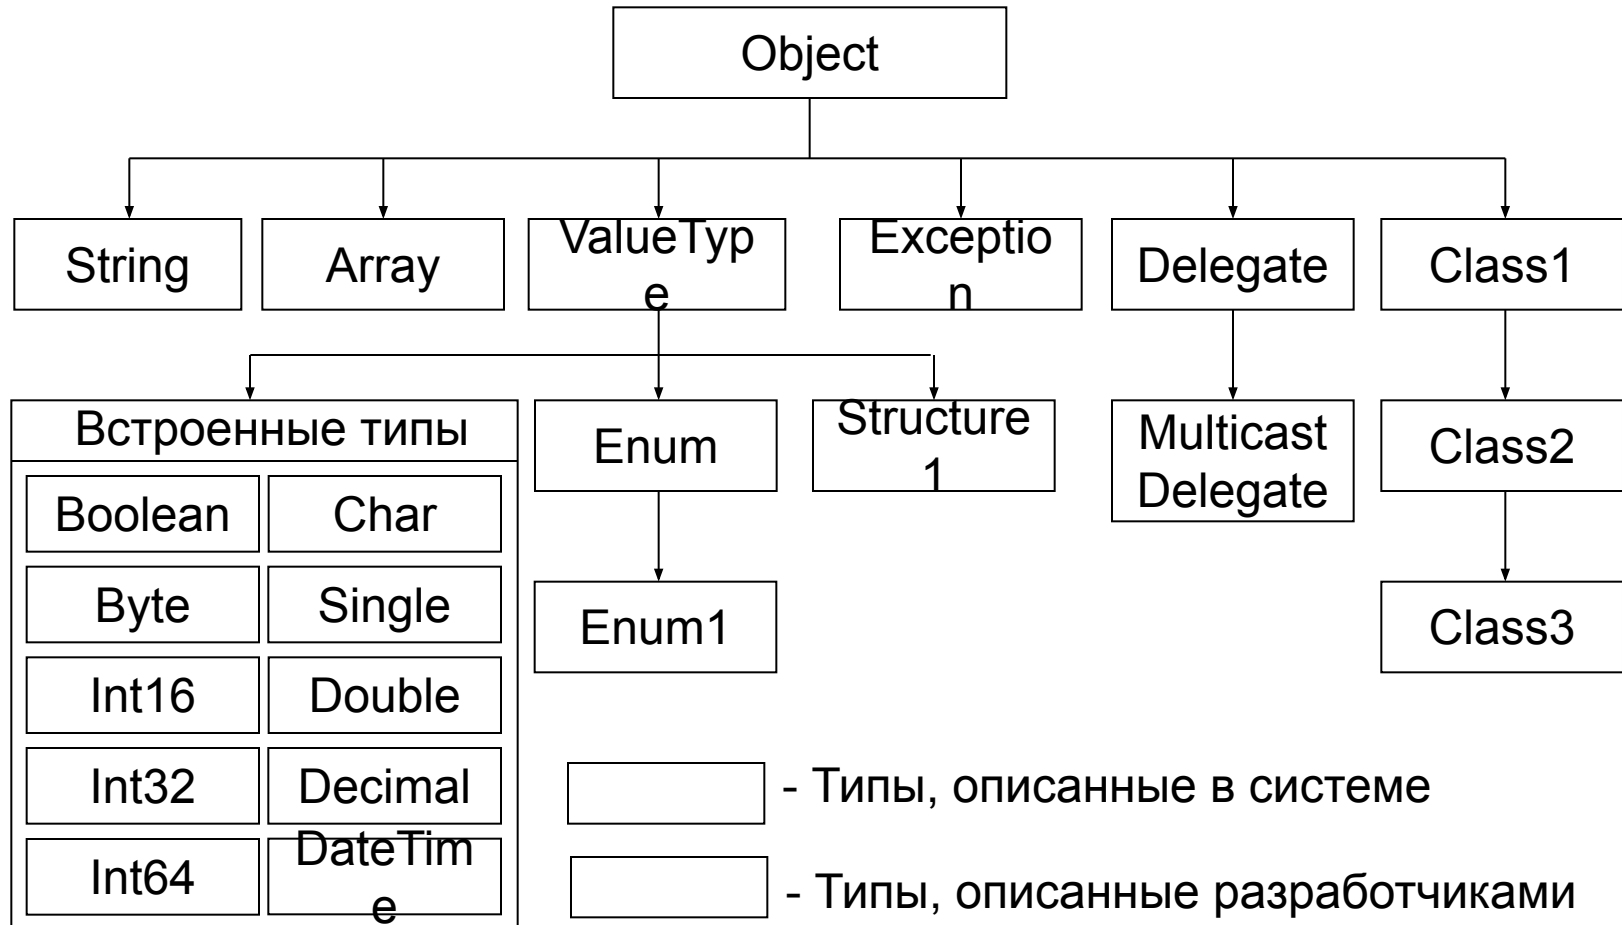 Object
String
Array
ValueTyp
e
Exceptio
n
Delegate
Class1
Встроенные типы
Enum
Structure
1
Multicast
Delegate
Class2
Boolean
Char
Byte
Single
Enum1
Class3
Int16
Double
Int32
Decimal
- Типы, описанные в системе
Int64
DateTim
e
- Типы, описанные разработчиками